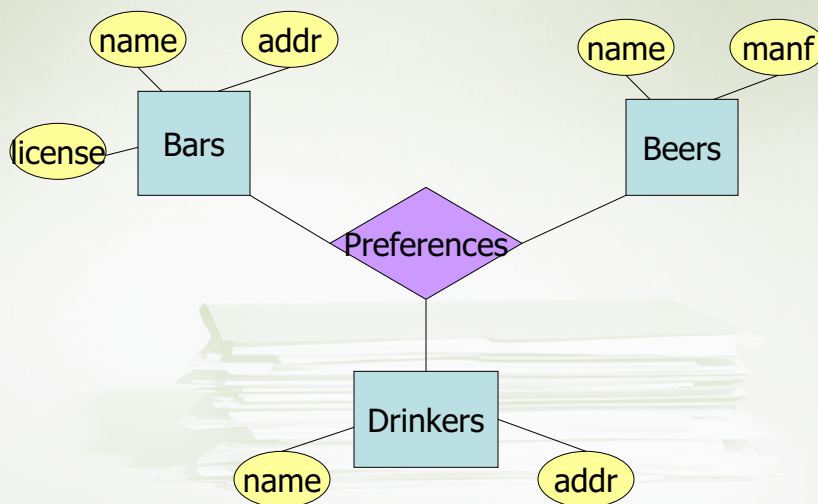 name
addr
name
manf
license
Bars
Beers
Preferences
Drinkers
name
addr